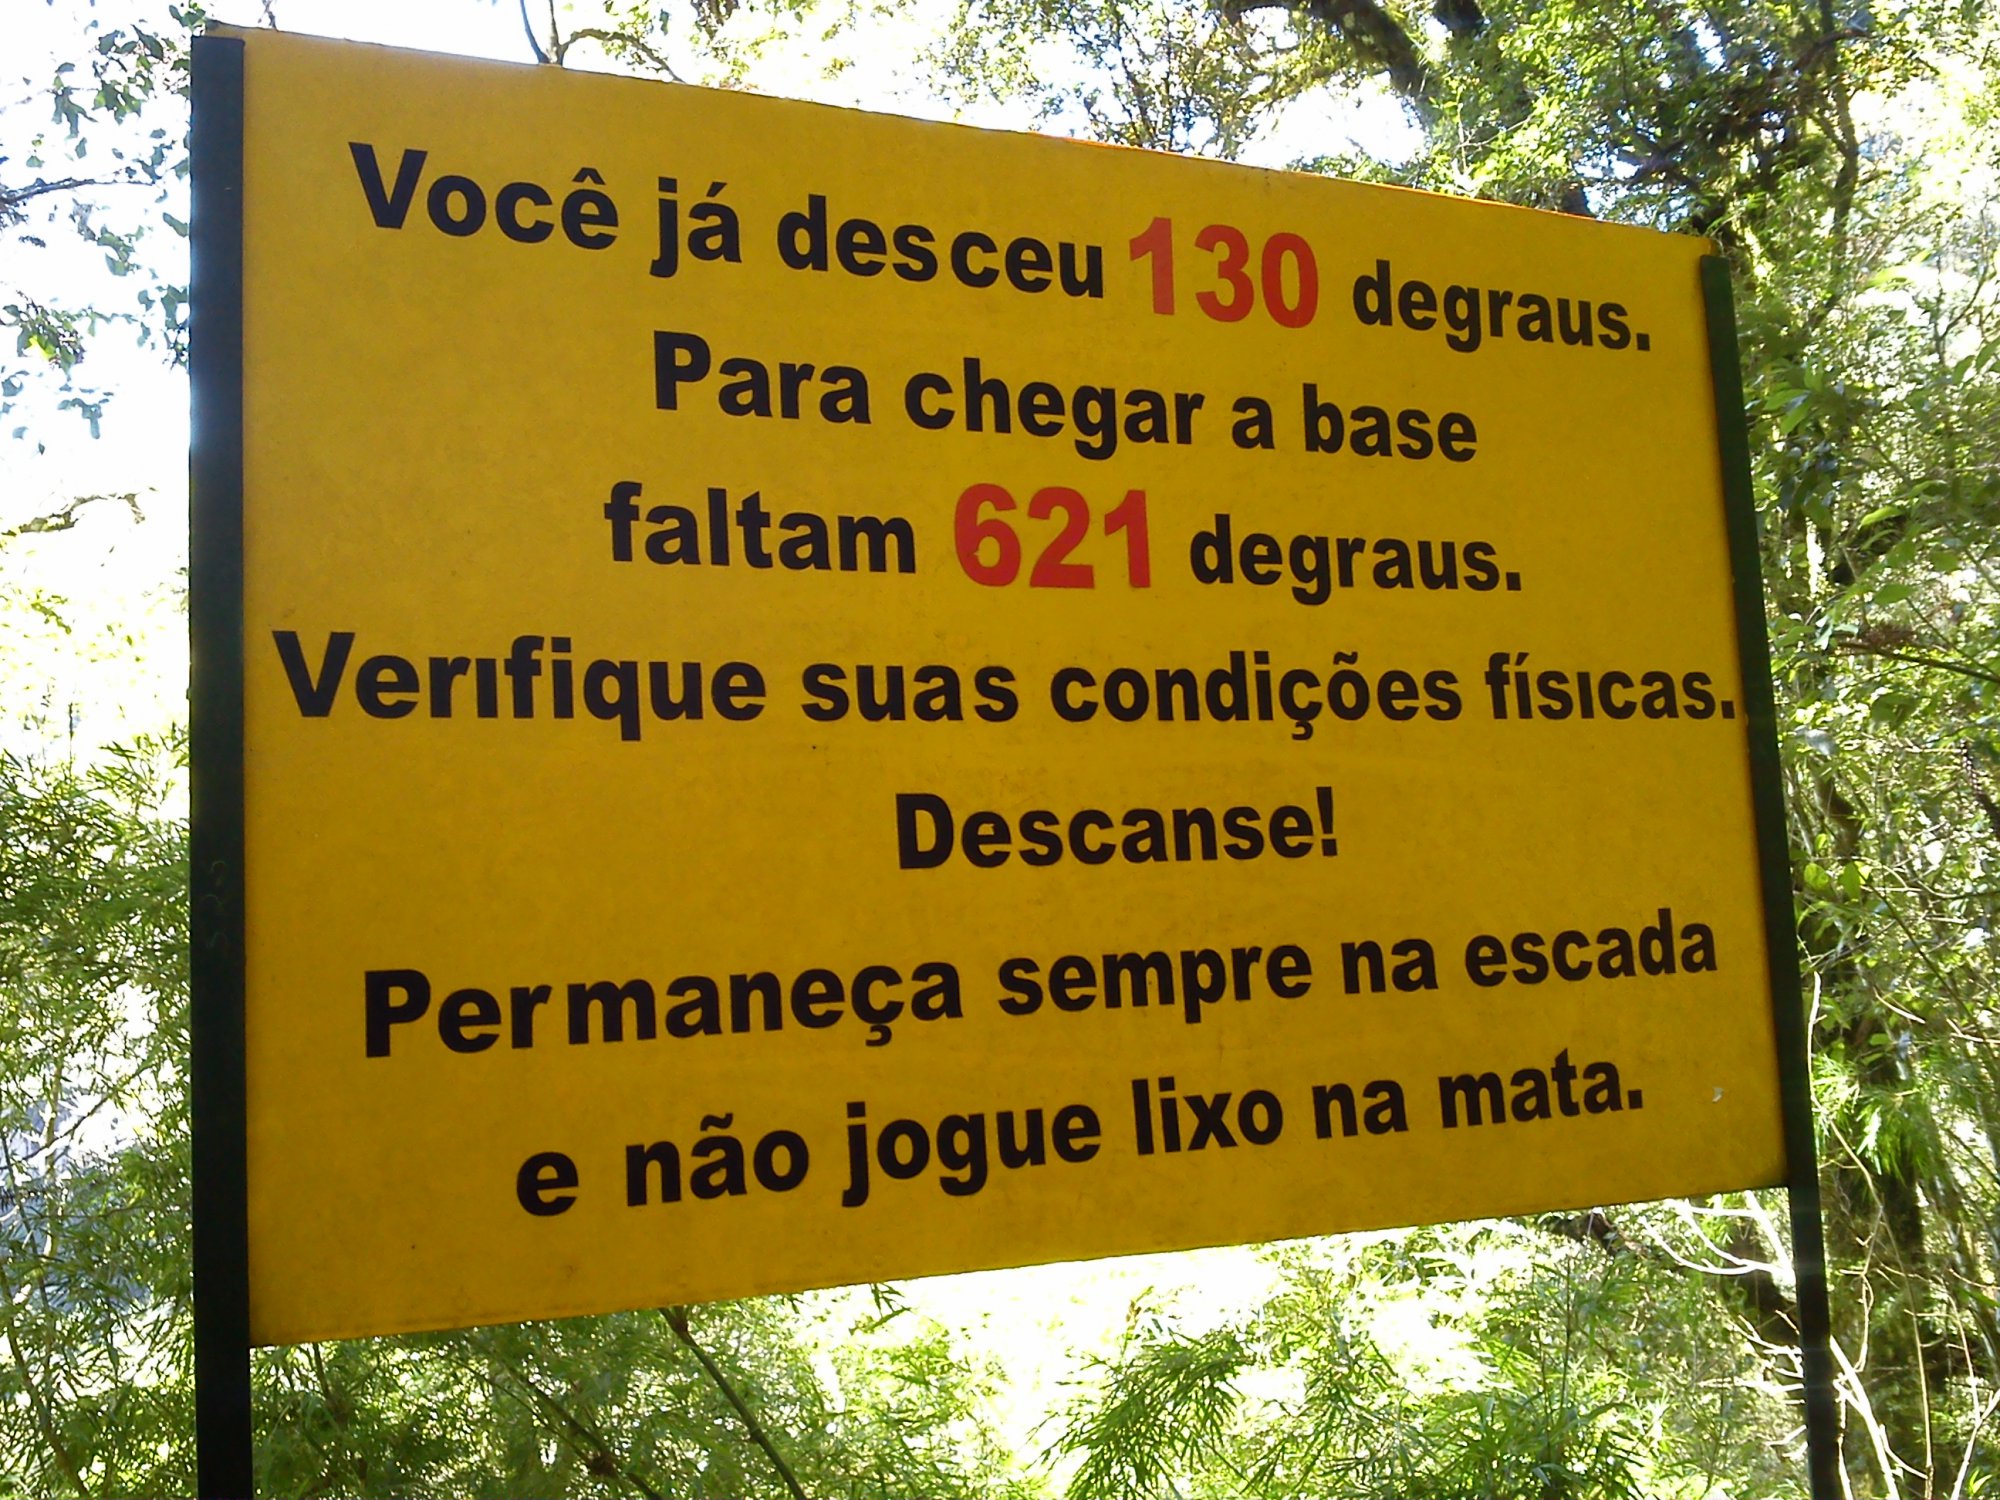 Você já desceu 130 degraus.
Para chegar a base
faltam 621 degraus.
Verifique suas condições físicas.
Descanse!
Permaneça sempre na escada
e não jogue lixo na mata.